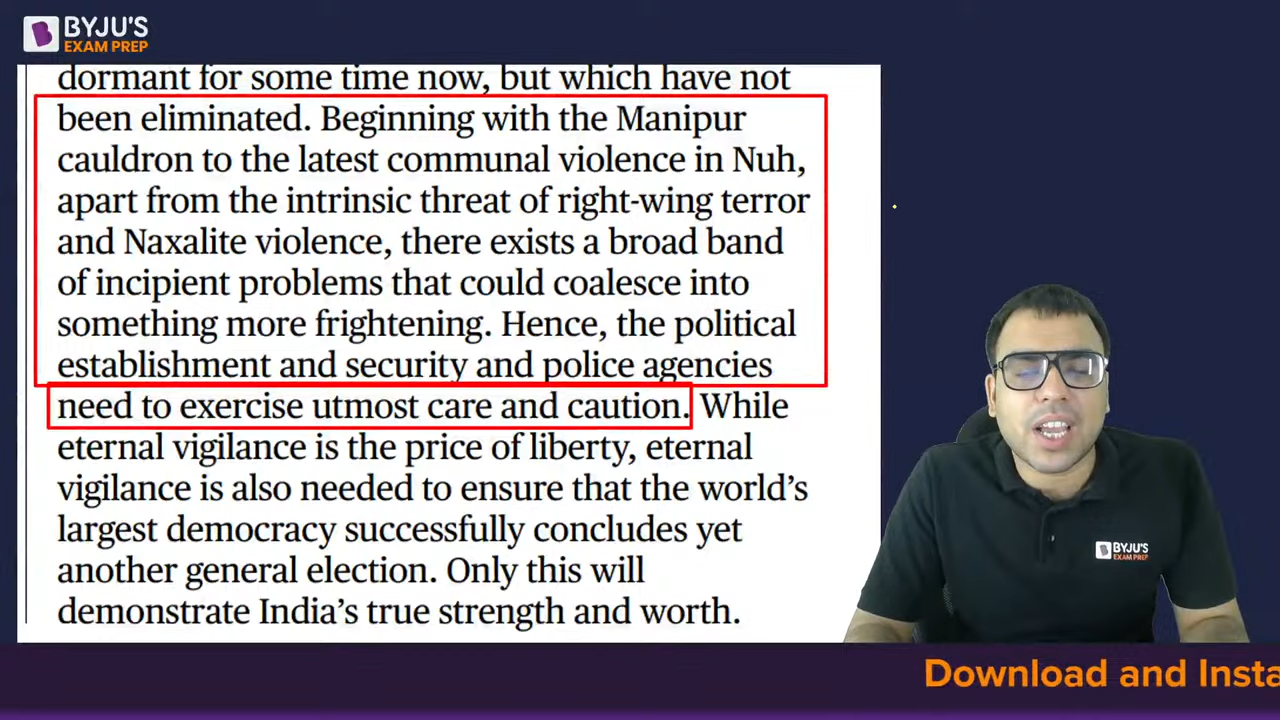 BYJU'S
EXAM PREP
dormant for some time now, but which have not
been eliminated. Beginning with the Manipur
cauldron to the latest communal violence in Nuh,
apart from the intrinsic threat of right-wing terror
and Naxalite violence, there exists a broad band
of incipient problems that could coalesce into
something more frightening. Hence, the political
establishment and security and police agencies
need to exercise utmost care and caution. While
eternal vigilance is the price of liberty, eternal
vigilance is also needed to ensure that the world's
largest democracy successfully concludes yet
another general election. Only this will
demonstrate India's true strength and worth.
BYJU'S
EXAM PREP
Download and Insta